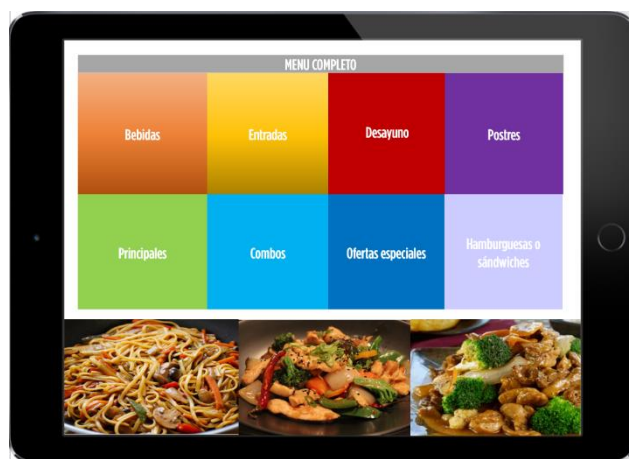 MENU COMPLETO
Bebidas
Entradas
Desayuno
Postres
Principales
Combos
Ofertas especiales
Hamburguesas o
sándwiches